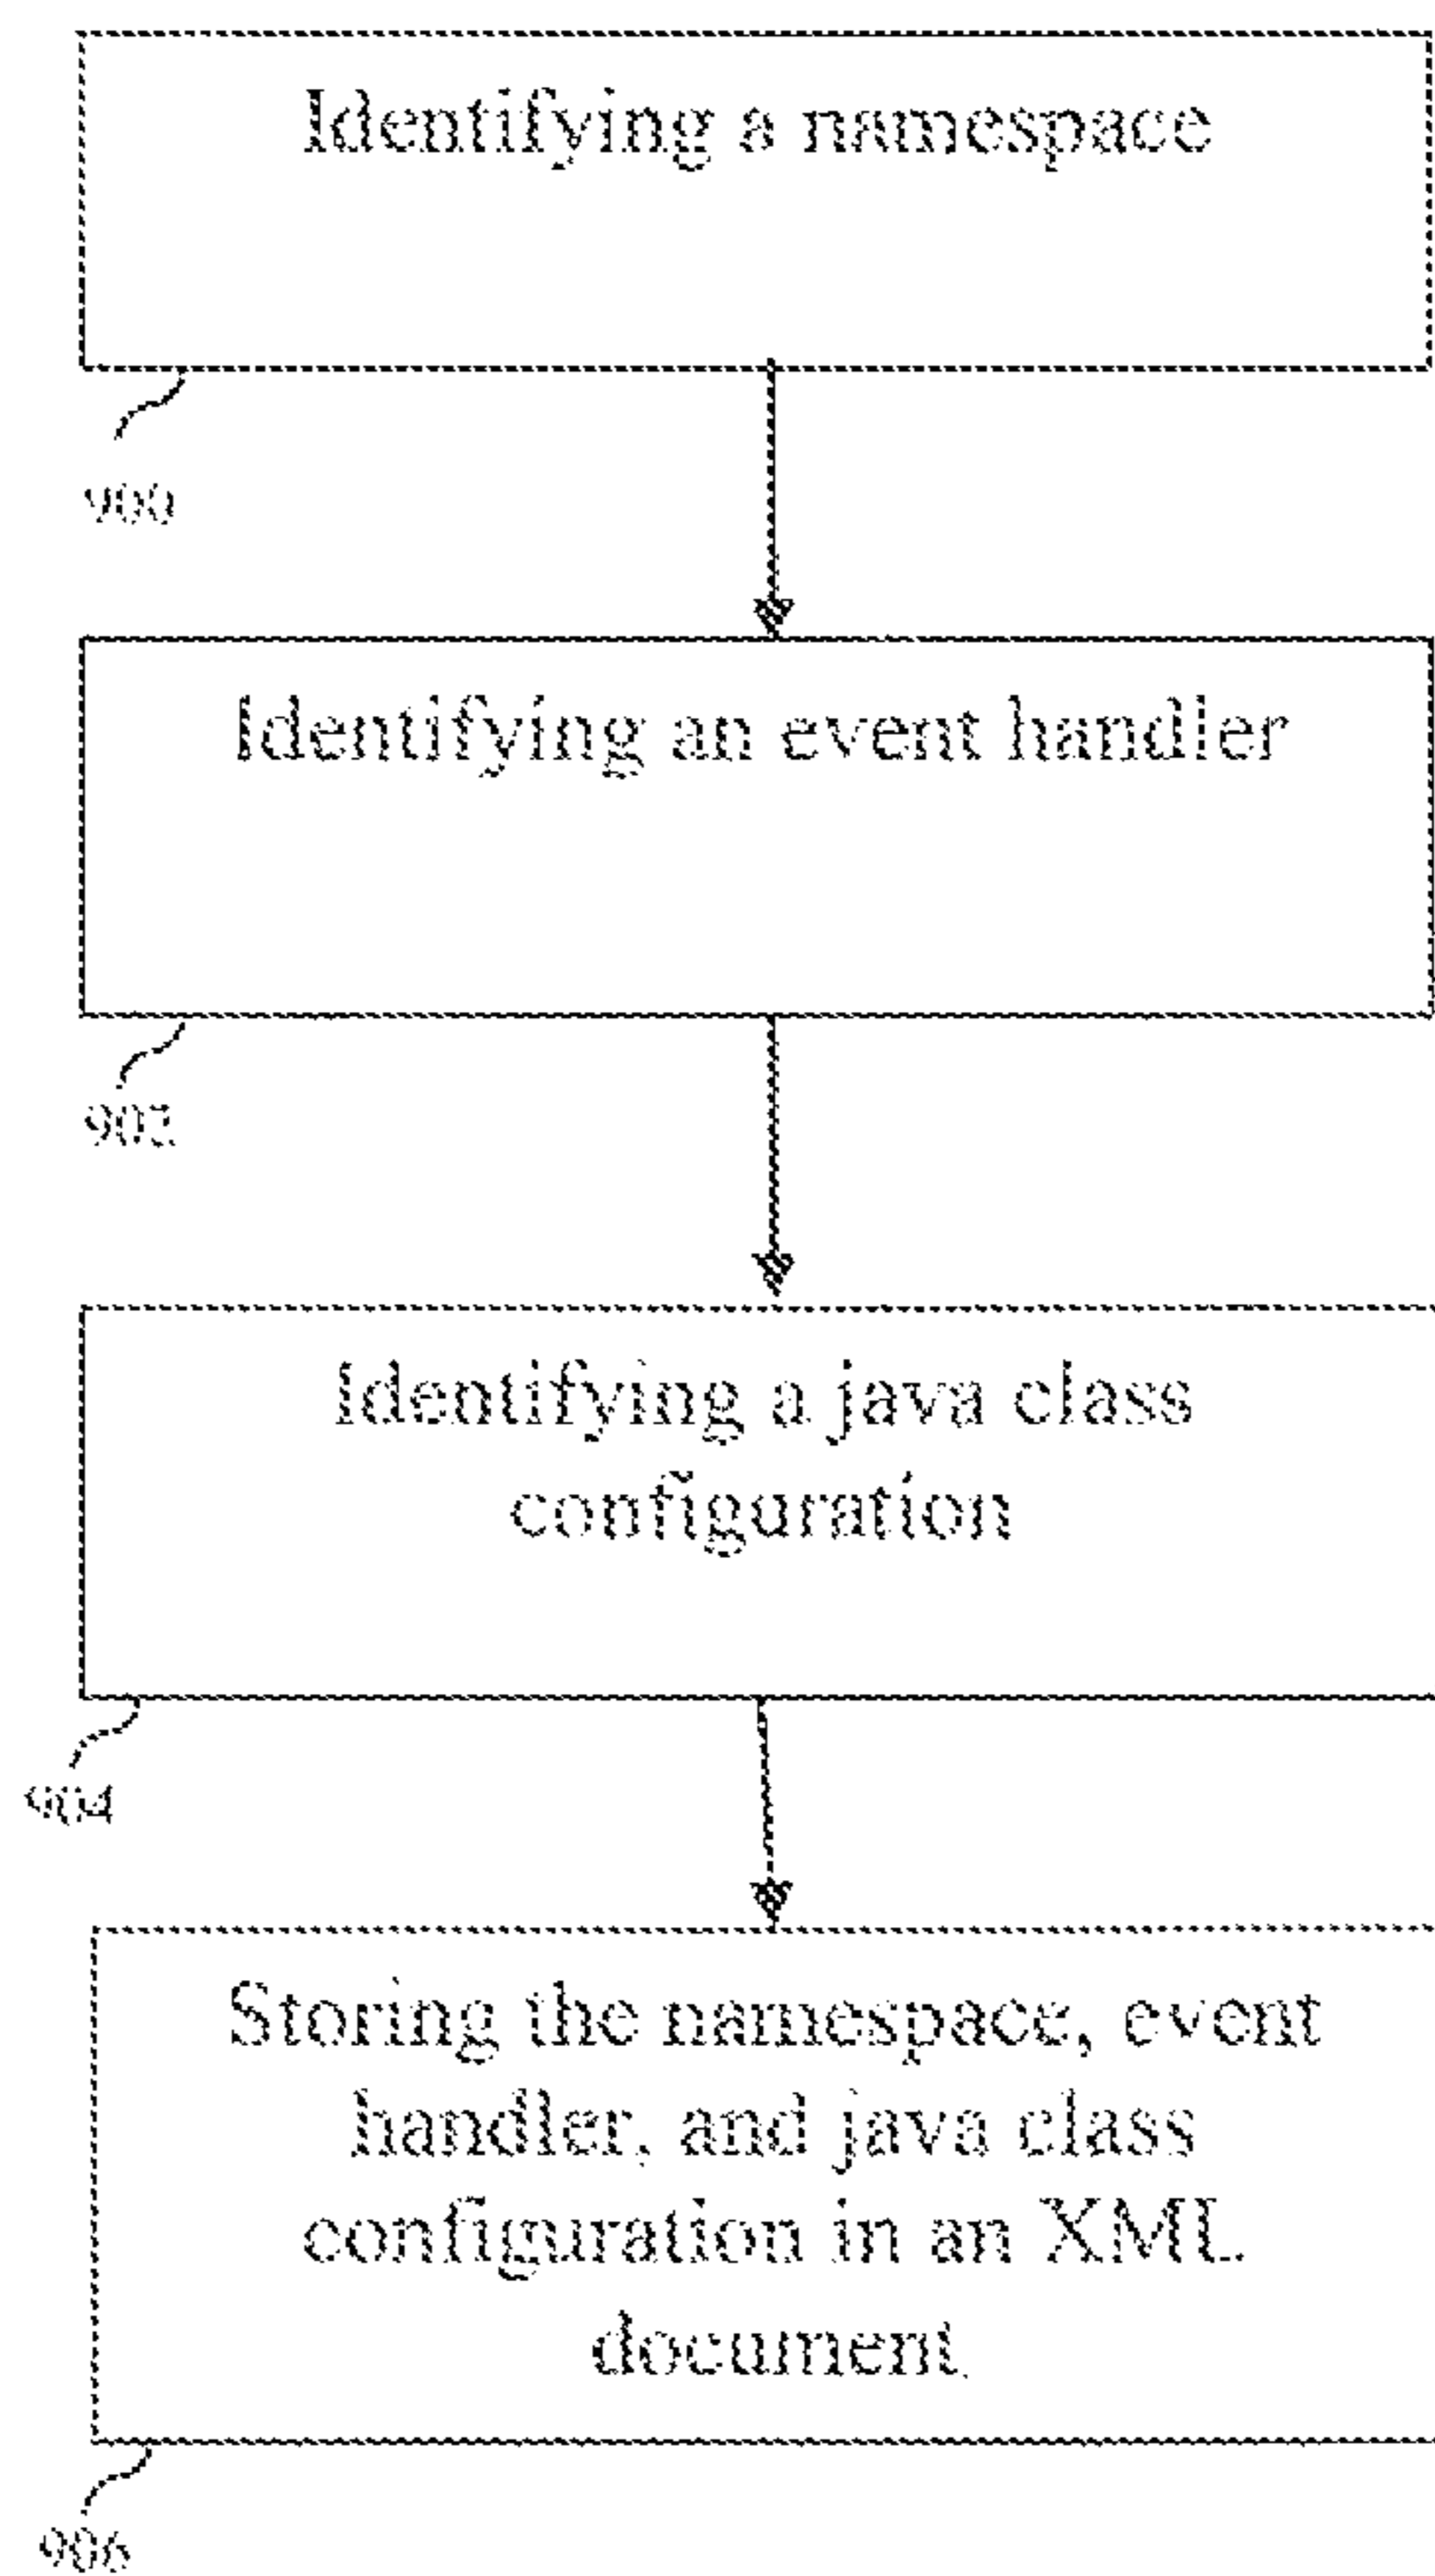 Identifying a namespace
900
Identifying an event handler
902
Identifying a java class
configuration
904
Storing the namespace, event
handler, and java class
configuration in an XML
document.
906